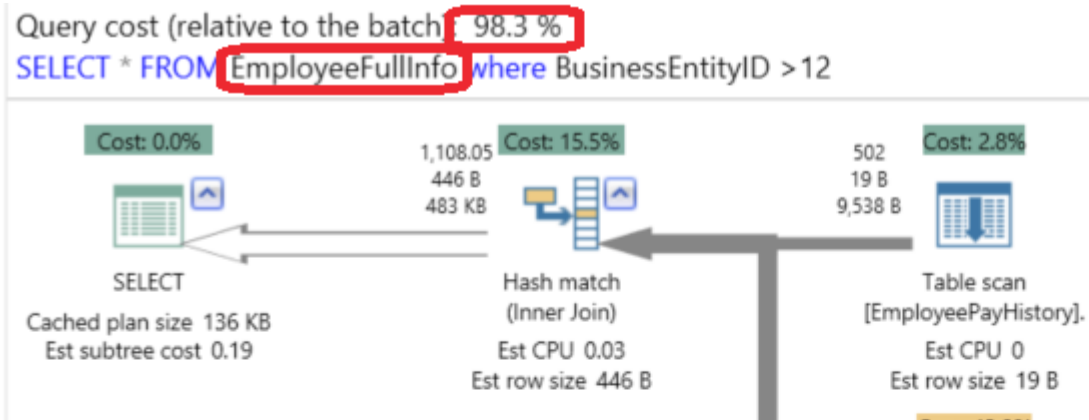 Query cost (relative to the batch): 98.3 %
SELECT * FROM EmployeeFullInfo where BusinessEntityID >12
Cost: 0.0%
SELECT
Cached plan size 136 KB
Est subtree cost 0.19
1,108.05
446 B
483 KB
Cost: 15.5%
Hash match
(Inner Join)
Est CPU 0.03
Est row size 446 B
502
19 B
9,538 B
Cost: 2.8%
Table scan
[EmployeePayHistory].
Est CPU 0
Est row size 19 B